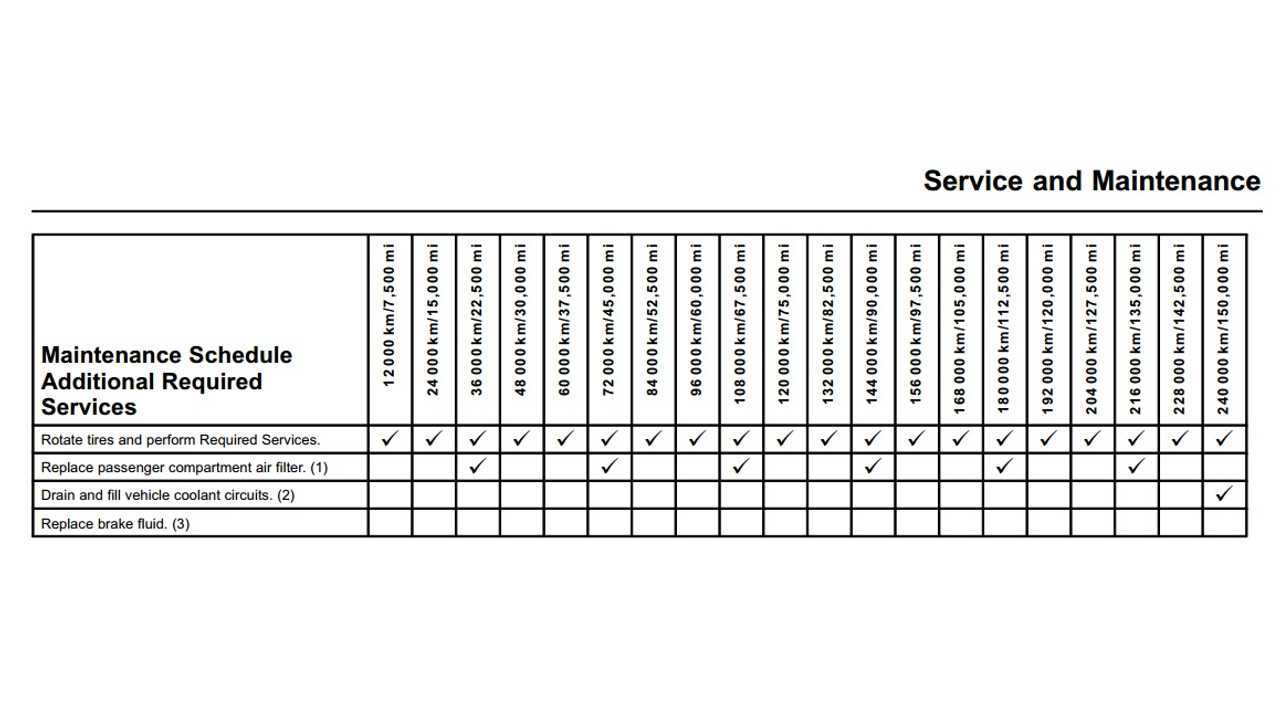 Service and Maintenance
Maintenance Schedule
Additional Required
Services
12 000 km/7,500 mi
24 000 km/15,000 mi
36 000 km/22,500 mi
48 000 km/30,000 mi
60 000 km/37,500 mi
72 000 km/45,000 mi
84 000 km/52,500 mi
96 000 km/60,000 mi
108 000 km/67,500 mi
120 000 km/75,000 mi
132 000 km/82,500 mi
144 000 km/90,000 mi
156 000 km/97,500 mi
168 000 km/105,000 mi
180 000 km/112,500 mi
192 000 km/120,000 mi
204 000 km/127,500 mi
216 000 km/135,000 mi
228 000 km/142,500 mi
240 000 km/150,000 mi
Rotate tires and perform Required Services. ✓ ✓ ✓ ✓ ✓ ✓ ✓ ✓ ✓ ✓ ✓ ✓ ✓ ✓ ✓ ✓ ✓ ✓ ✓ ✓
Replace passenger compartment air filter. (1) ✓ ✓ ✓ ✓ ✓ ✓
Drain and fill vehicle coolant circuits. (2) ✓
Replace brake fluid. (3)